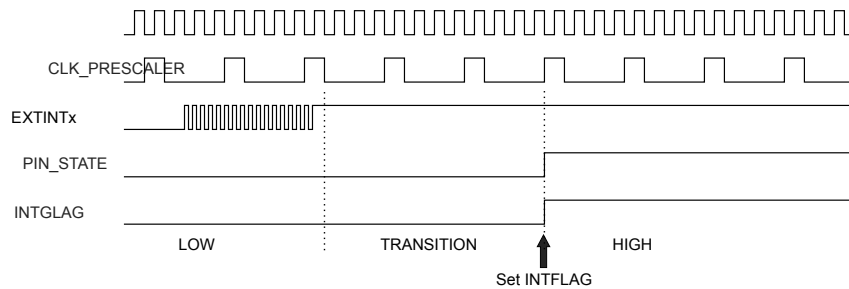 CLK_PRESCALER
EXTINTx
PIN_STATE
INTGLAG
LOW TRANSITION HIGH
Set INTFLAG